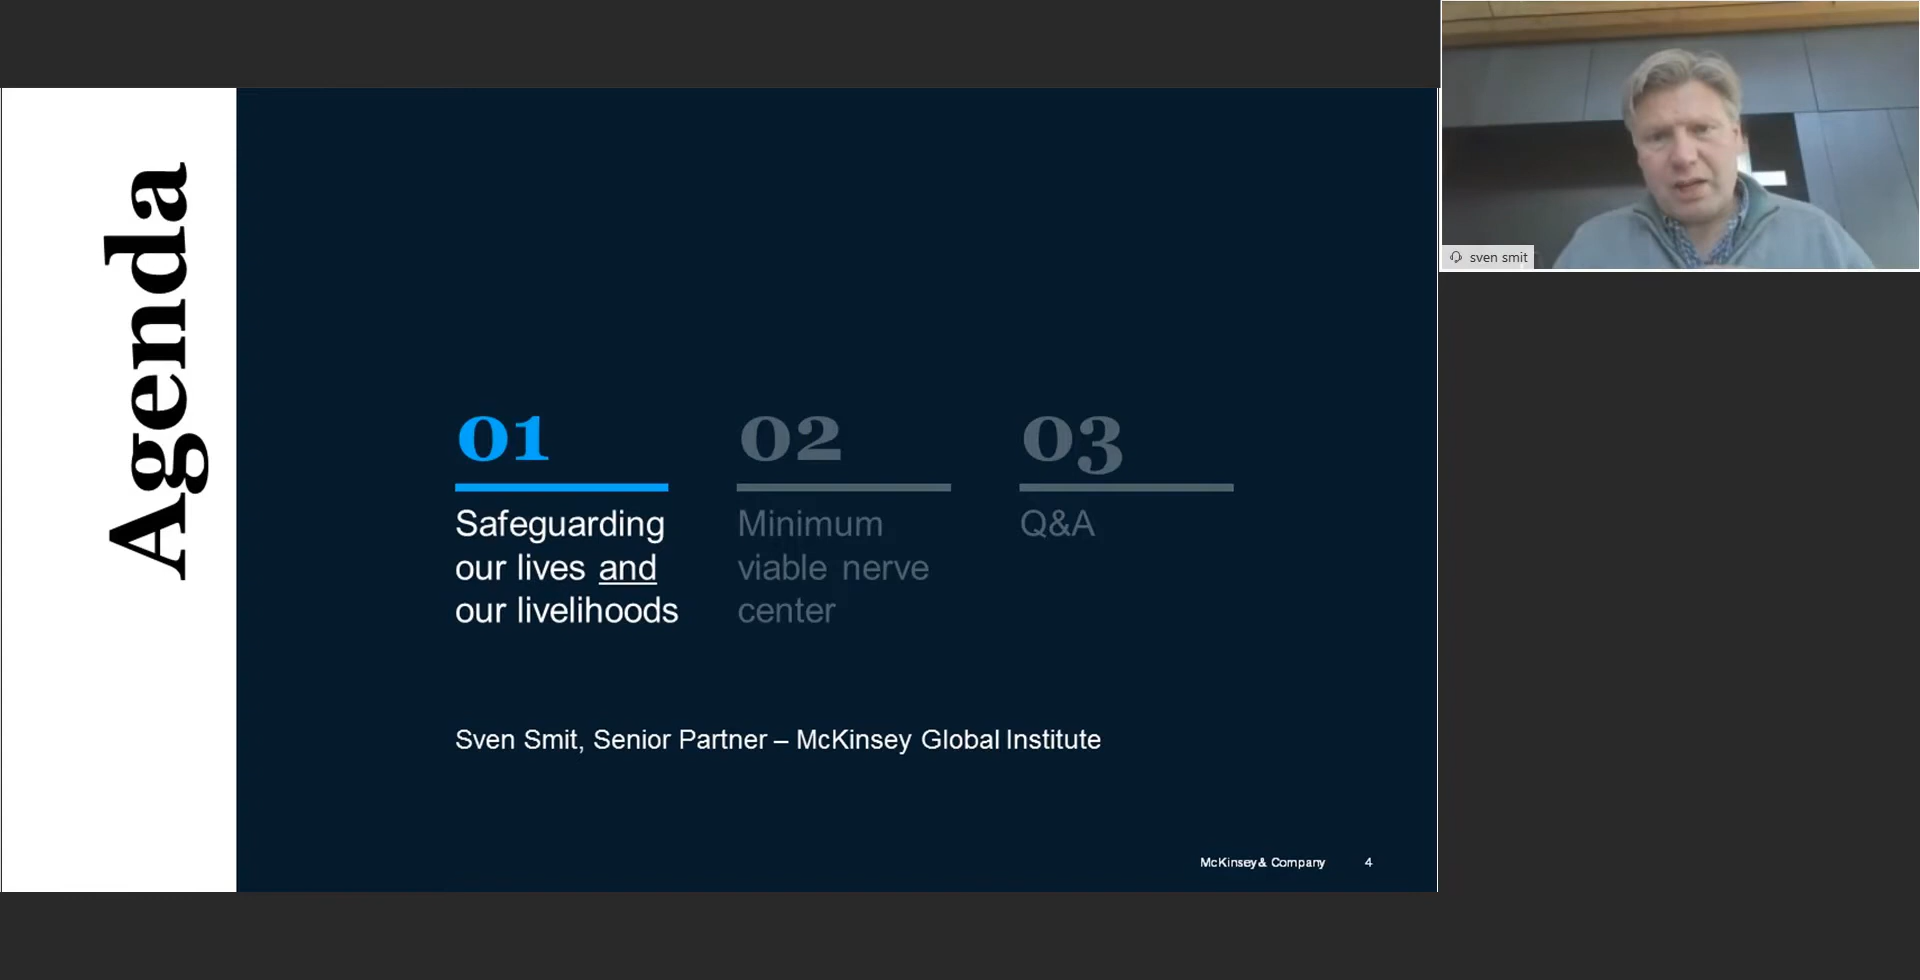 Agenda
01
Safeguarding
our lives and
our livelihoods
02
Minimum
viable nerve
center
03
Q&A
Sven Smit, Senior Partner – McKinsey Global Institute
McKinsey & Company 4
sven smit